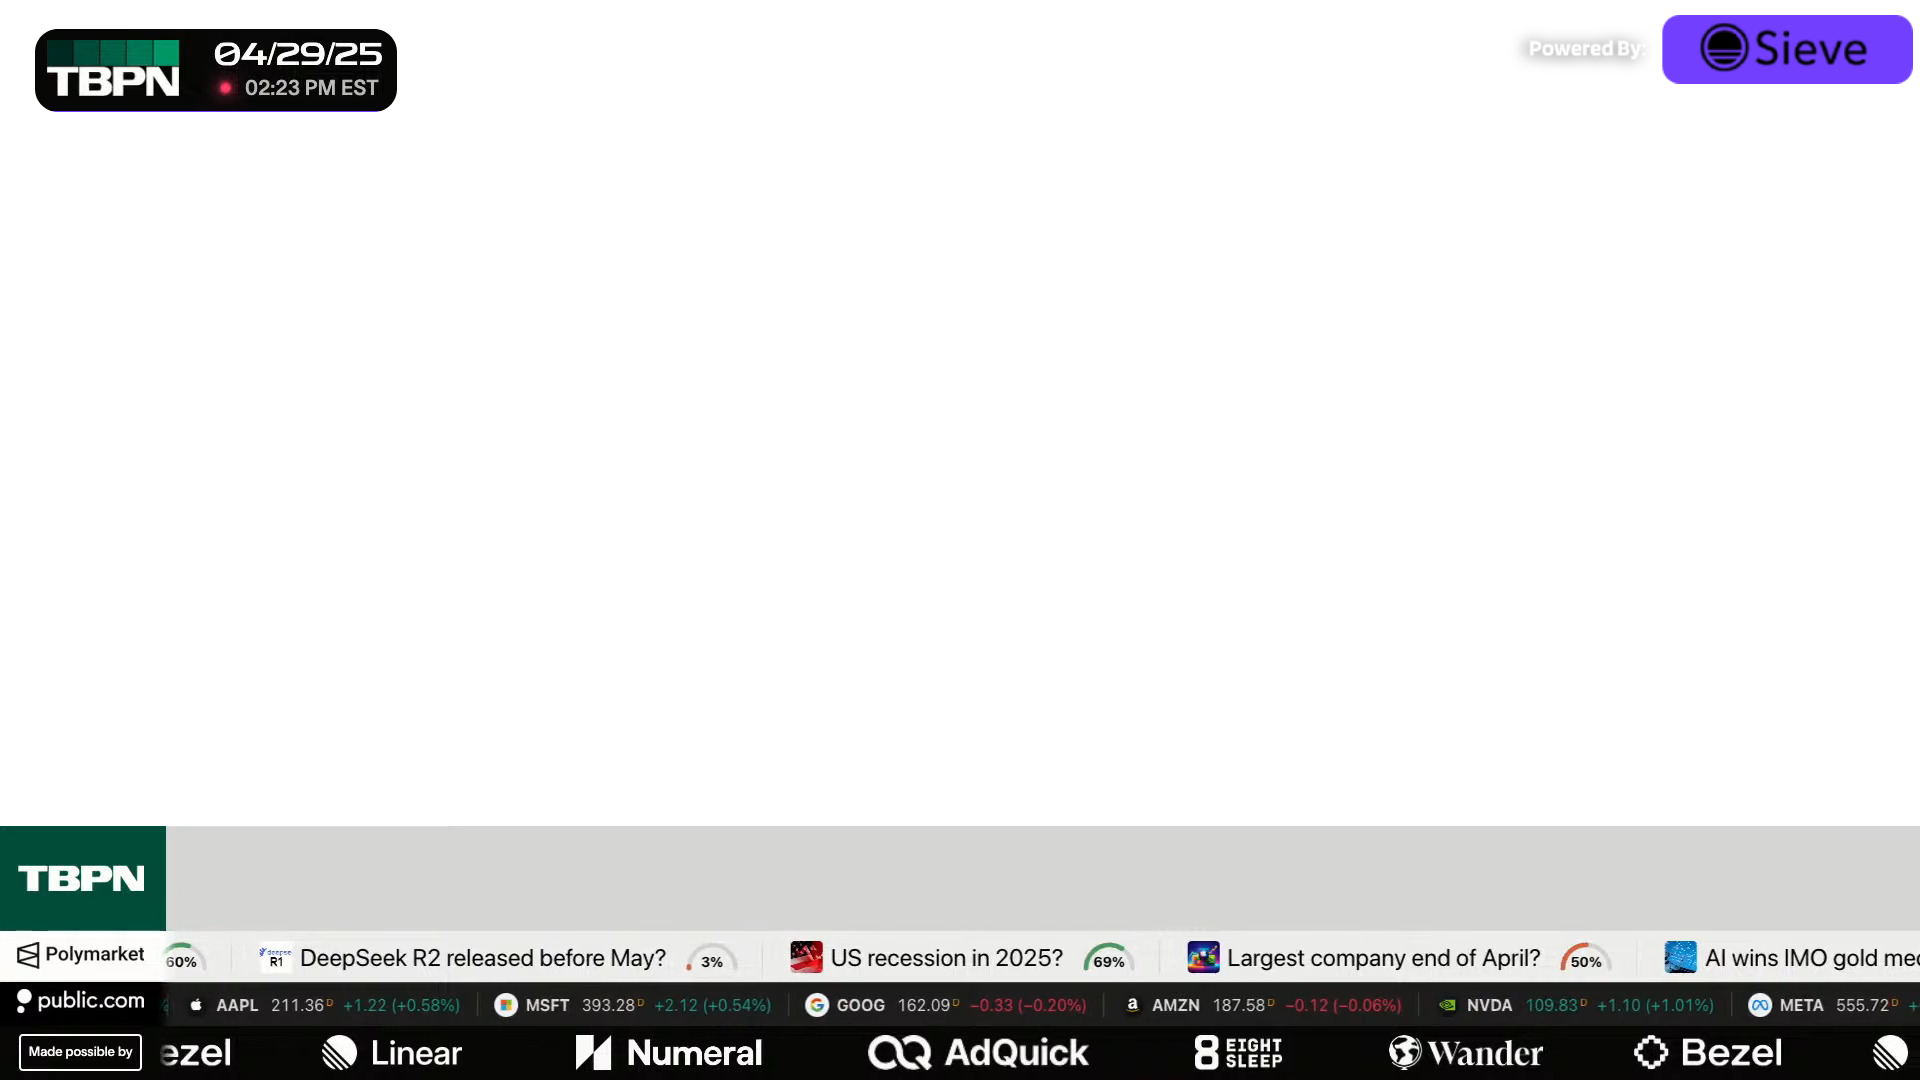 TBPN
04/29/25
02:23 PM EST
Powered By:
Sieve
TBPN
Polymarket
60%
deepseek
R1
DeepSeek R2 released before May?
3%
US recession in 2025?
69%
Largest company end of April?
50%
AI wIns IMO gold
public.com
AAPL 211.36 D +1.22 (+0.58%)
MSFT 393.28 D +2.12 (+0.54%)
GOOG 162.09 D −0.33 (−0.20%)
AMZN 187.58 D −0.12 (−0.06%)
NVDA 109.83 D +1.10 (+1.01%)
META 555.72 D +
Made possible by
ezel
Linear
Numeral
AdQuick
8 EIGHT
SLEEP
Wander
Bezel